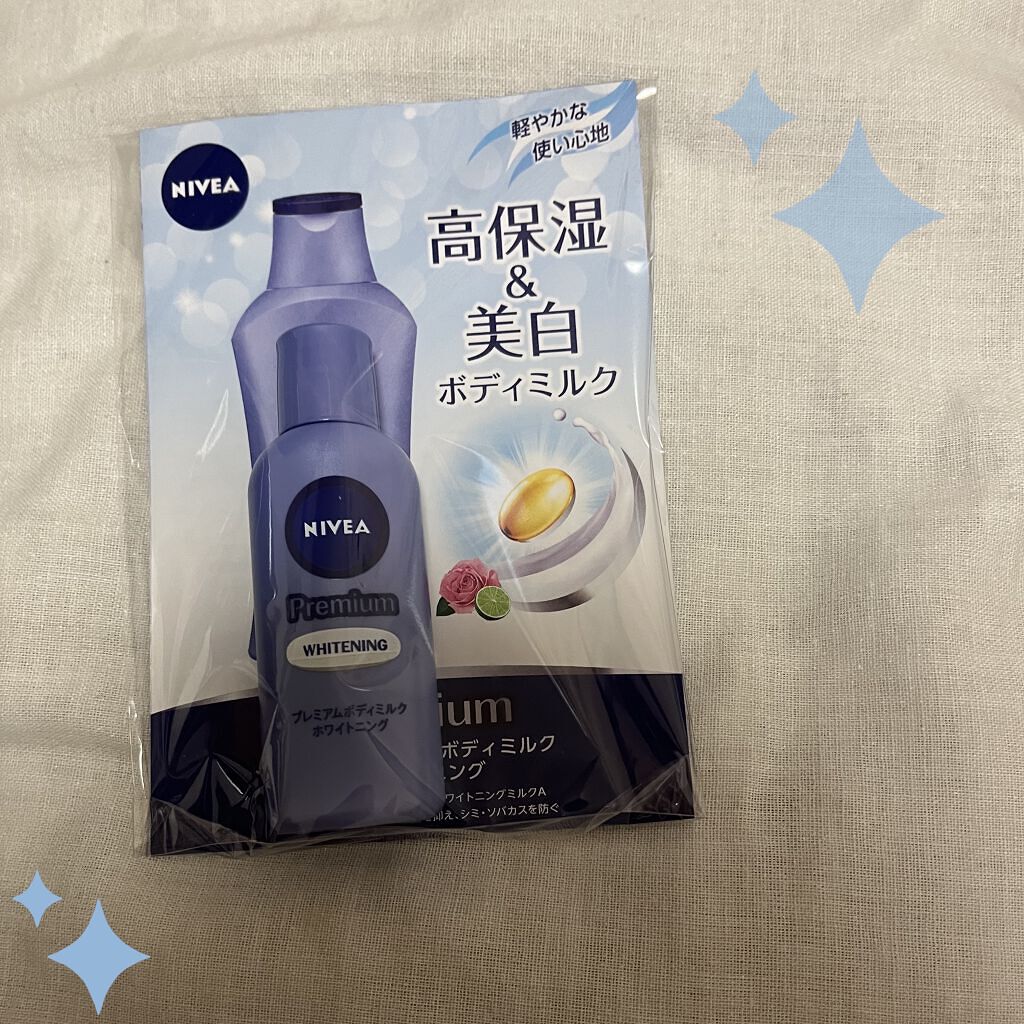 軽やかな
使い心地
NIVEA
高保湿
&
美白
ボディミルク
NIVEA
Premium
WHITENING
プレミアムボディミルク
ホワイトニング
ium
ボディミルク
ング
ワイトニングミルクA
抑え、シミ・ソバカスを防ぐ